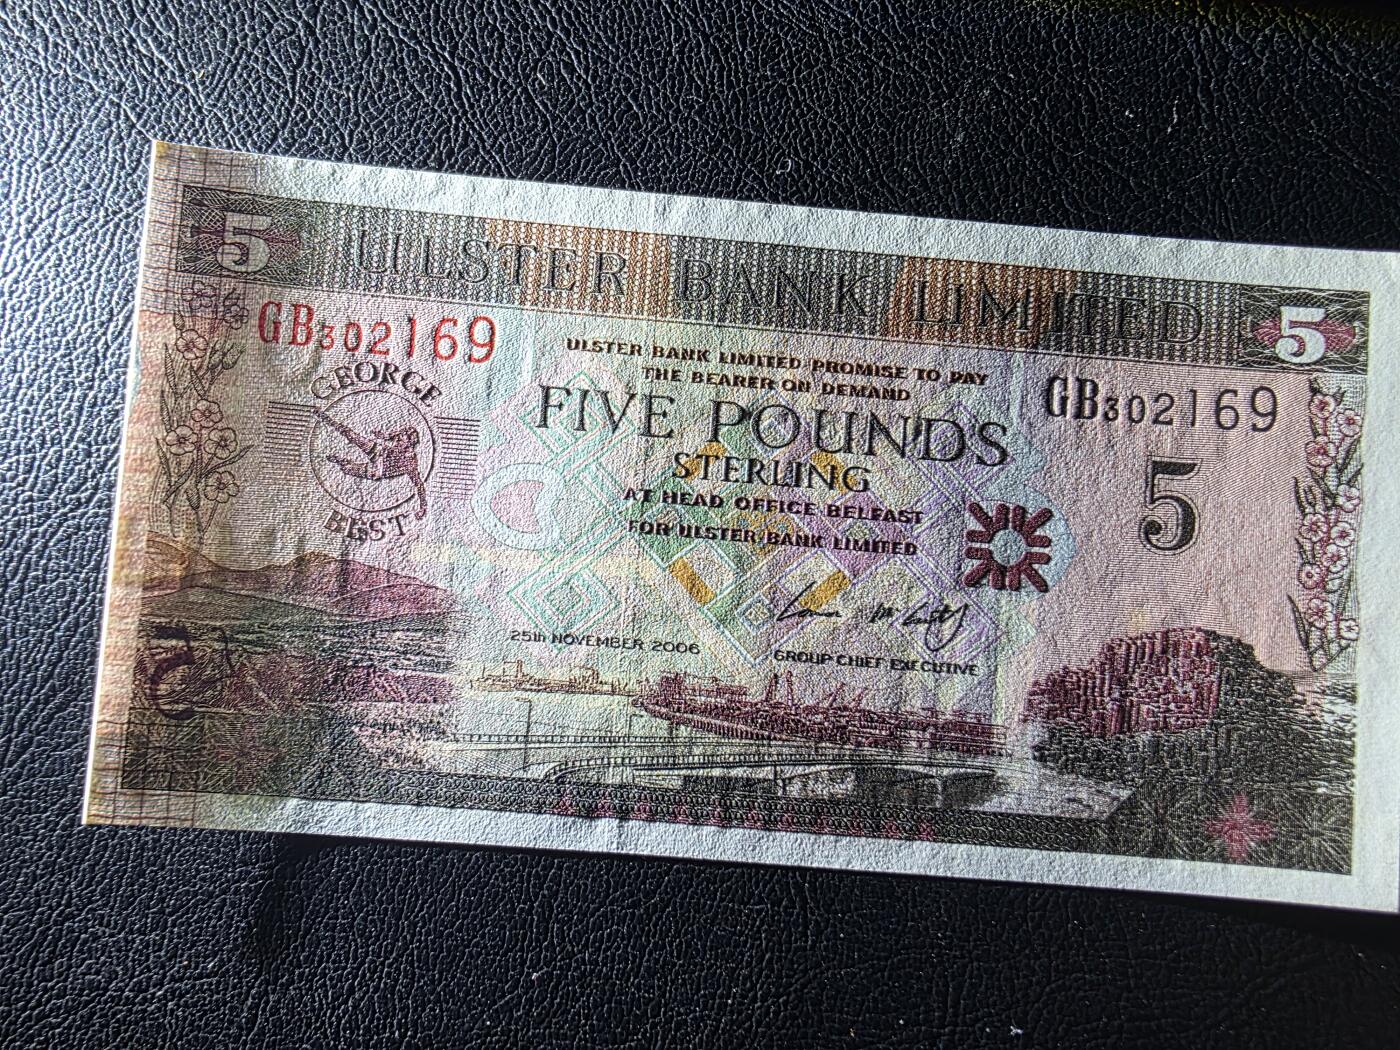 5 ULSTER BANK LIMITED 5
GB302169
GEORGE
BEST
ULSTER BANK LIMITED PROMISE TO PAY
THE BEARER ON DEMAND
FIVE POUNDS
STERLING
AT HEAD OFFICE BELFAST
FOR ULSTER BANK LIMITED
GB302169
5
25th NOVEMBER 2006
GROUP CHIEF EXECUTIVE
5